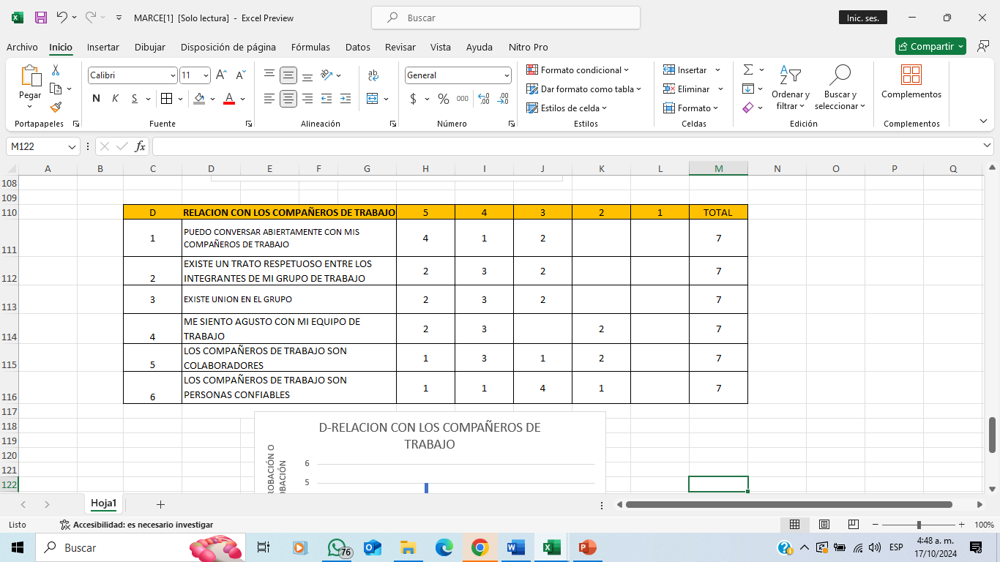 MARCE[1] [Solo lectura] - Excel Preview
Buscar
Inic. ses.
Archivo Inicio Insertar Dibujar Disposición de página Fórmulas Datos Revisar Vista Ayuda Nitro Pro
Compartir
Pegar
Portapapeles
Calibri 11
N K S A
Fuente
ab
Alineación
General
$ % 000
Número
Formato condicional
Dar formato como tabla
Estilos de celda
Estilos
Insertar
Eliminar
Formato
Celdas
Ordenar y filtrar
Buscar y seleccionar
Edición
Complementos
Complementos
M122
fx
A B C D E F G H I J K L M N O P Q
108
109
110 D RELACION CON LOS COMPAÑEROS DE TRABAJO 5 4 3 2 1 TOTAL
111 1 PUEDO CONVERSAR ABIERTAMENTE CON MIS
COMPAÑEROS DE TRABAJO 4 1 2 7
112 2 EXISTE UN TRATO RESPETUOSO ENTRE LOS
INTEGRANTES DE MI GRUPO DE TRABAJO 2 3 2 7
113 3 EXISTE UNION EN EL GRUPO 2 3 2 7
114 4 ME SIENTO AGUSTO CON MI EQUIPO DE
TRABAJO 2 3 2 7
115 5 LOS COMPAÑEROS DE TRABAJO SON
COLABORADORES 1 3 1 2 7
116 6 LOS COMPAÑEROS DE TRABAJO SON
PERSONAS CONFIABLES 1 1 4 1 7
117
118
119
120
121
122
D-RELACION CON LOS COMPAÑEROS DE
TRABAJO
6
5
Hoja1
Listo
Accesibilidad: es necesario investigar
100%
Buscar
76
ESP
4:48 a. m.
17/10/2024